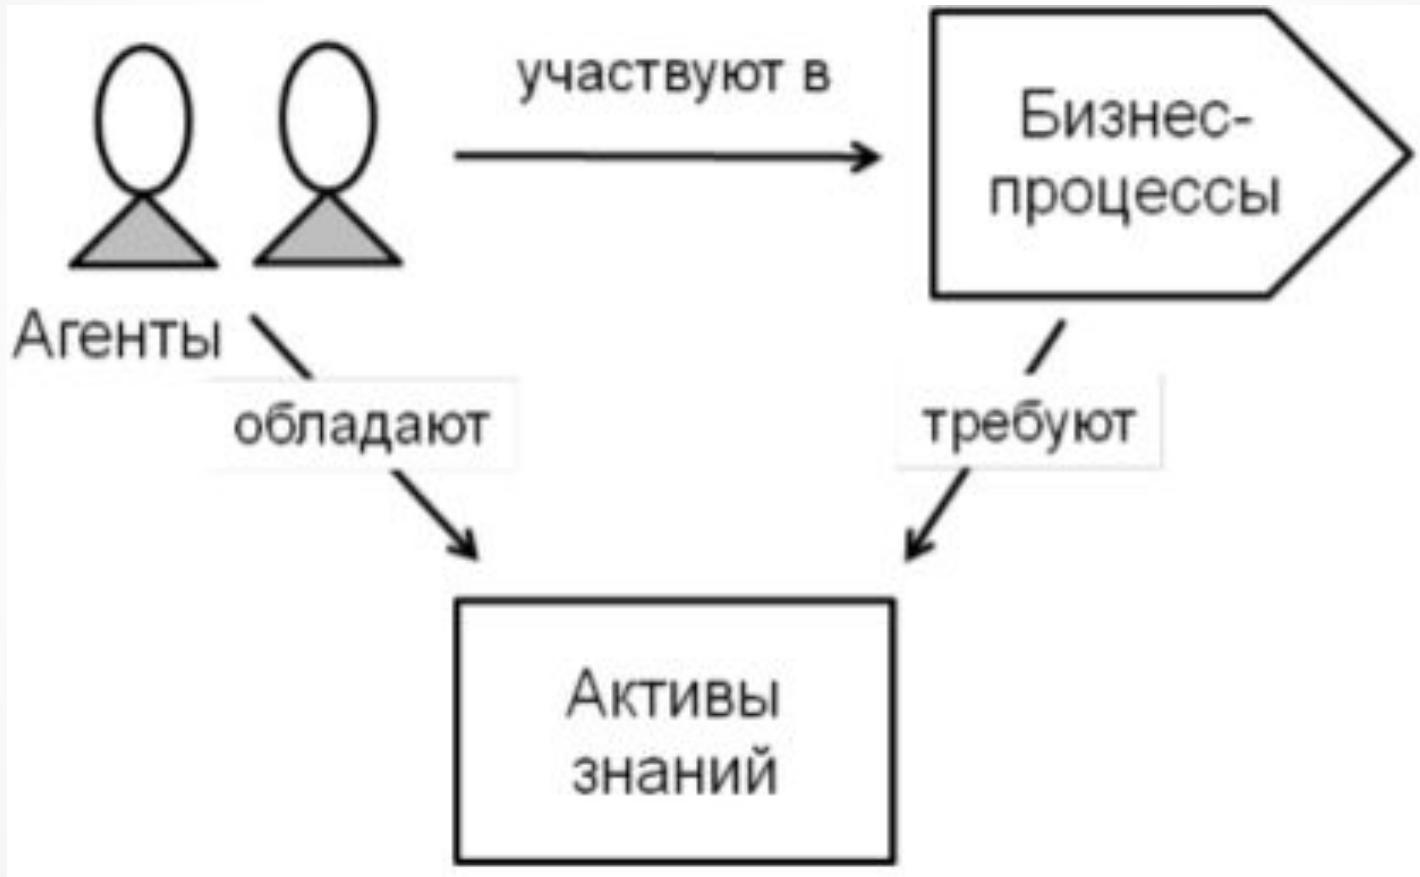 участвуют в
Бизнес-
процессы
Агенты
обладают
требуют
Активы
знаний